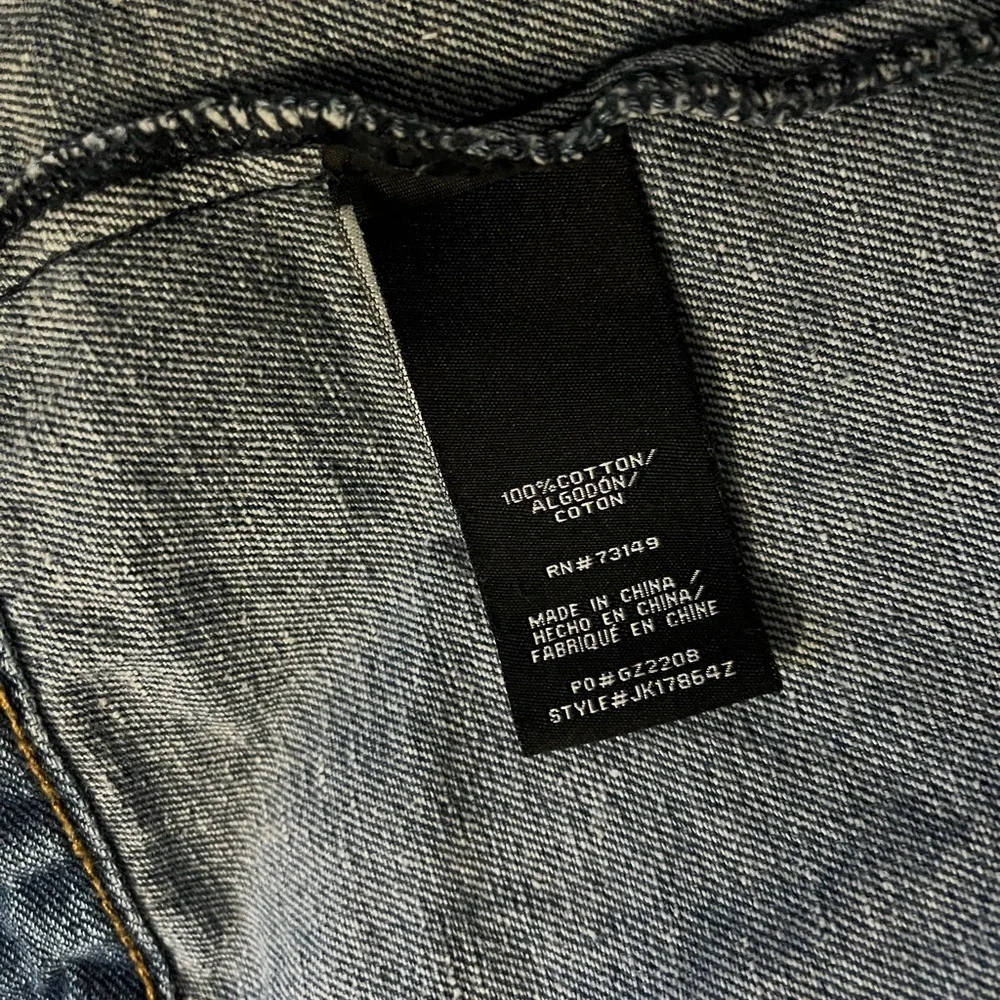 100%COTTON/
ALGODÓN/
COTON
RN#73149
MADE IN CHINA /
HECHO EN CHINA/
FABRIQUÉ EN CHINE
PO#GZ2208
STYLE#JK17864Z